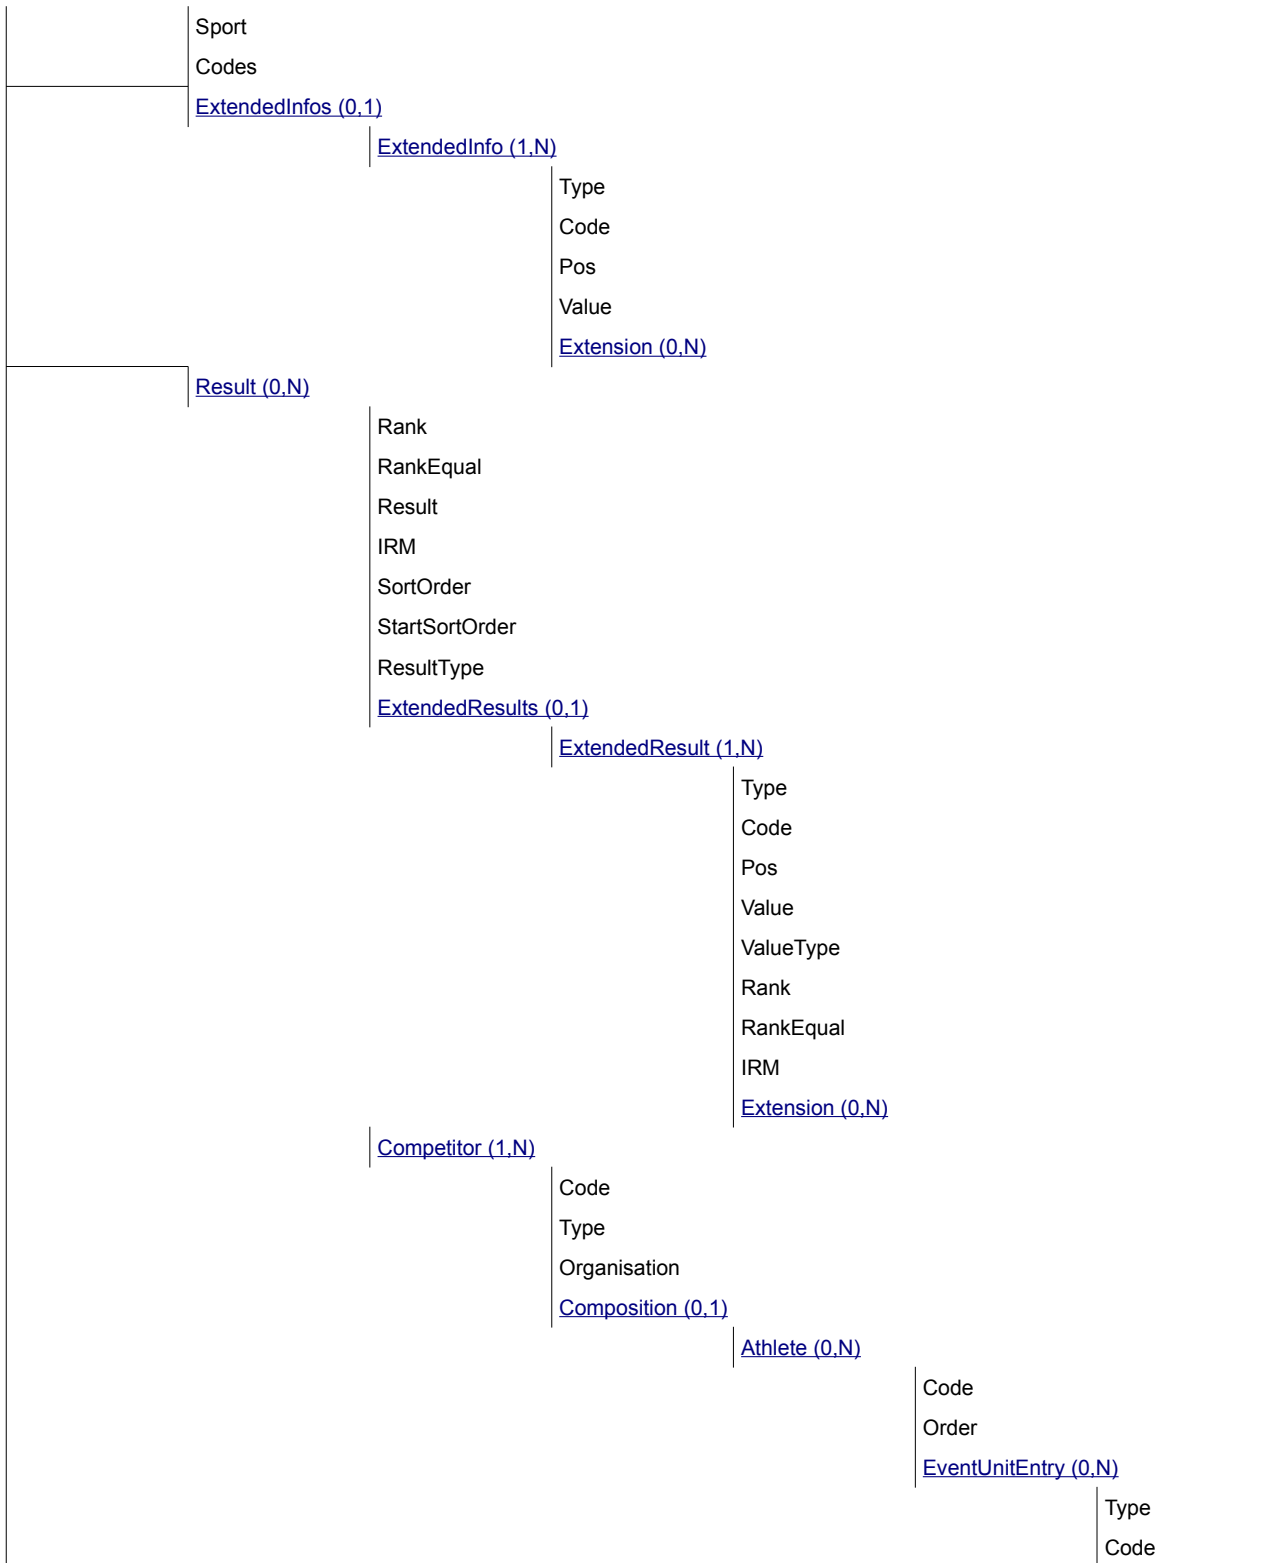 Sport
Codes
ExtendedInfos (0,1)
ExtendedInfo (1,N)
Type
Code
Pos
Value
Extension (0,N)
Result (0,N)
Rank
RankEqual
Result
IRM
SortOrder
StartSortOrder
ResultType
ExtendedResults (0,1)
ExtendedResult (1,N)
Type
Code
Pos
Value
ValueType
Rank
RankEqual
IRM
Extension (0,N)
Competitor (1,N)
Code
Type
Organisation
Composition (0,1)
Athlete (0,N)
Code
Order
EventUnitEntry (0,N)
Type
Code